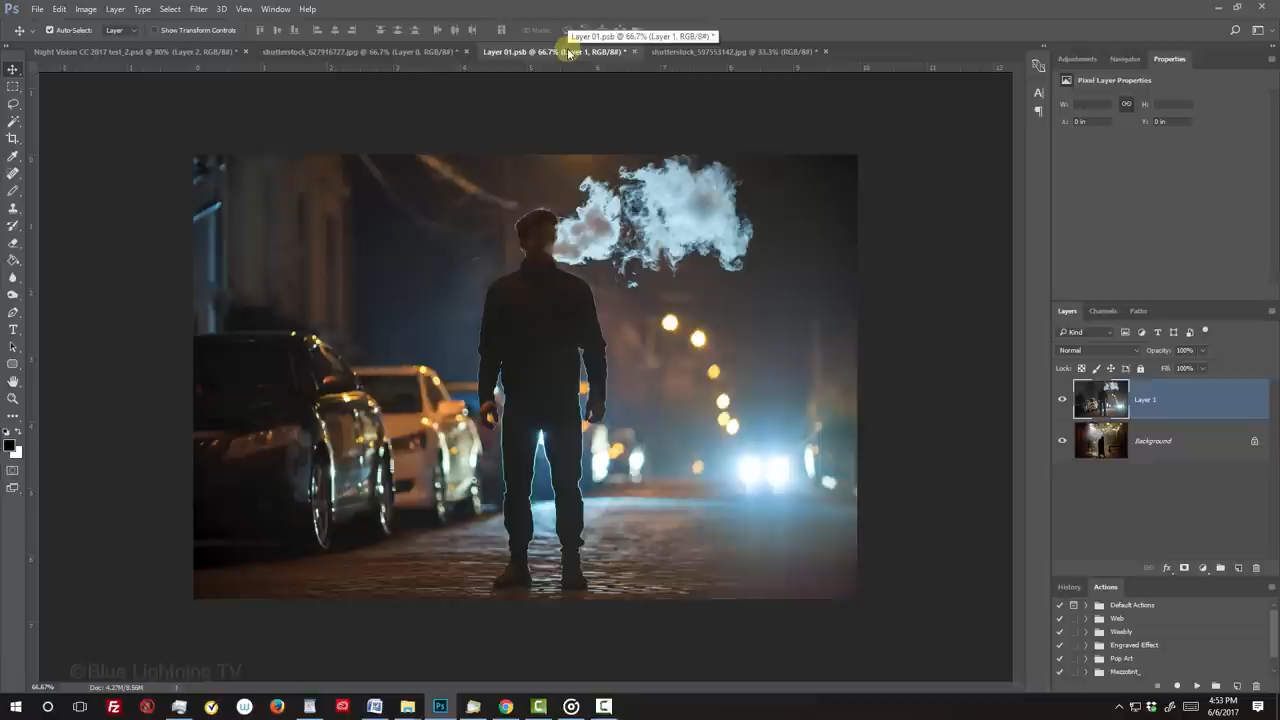 Ps File Edit Image Layer Type Select Filter 3D View Window Help
Auto-Select: Layer Show Transform Controls 3D Mode:
Layer 01.psb @ 66.7% (Layer 1, RGB/8#) *
Night Vision CC 2017 test_2.psd @ 80% (Layer 2, RGB/8#) * × shutterstock_627916727.jpg @ 66.7% (Layer 0, RGB/8#) * × Layer 01.psb @ 66.7% (Layer 1, RGB/8#) * × shutterstock_597553142.jpg @ 33.3% (RGB/8#) * ×
Adjustments Navigator Properties
Pixel Layer Properties
W: H:
X: 0 in Y: 0 in
Layers Channels Paths
Kind
Normal Opacity: 100%
Lock: Fill: 100%
Layer 1
Background
History Actions
Default Actions
Web
Weebly
Engraved Effect
Pop Art
Mezzotint_
©Blue Lightning TV
66.67% Doc: 4.27M/8.56M
4:53 PM
6/6/2017